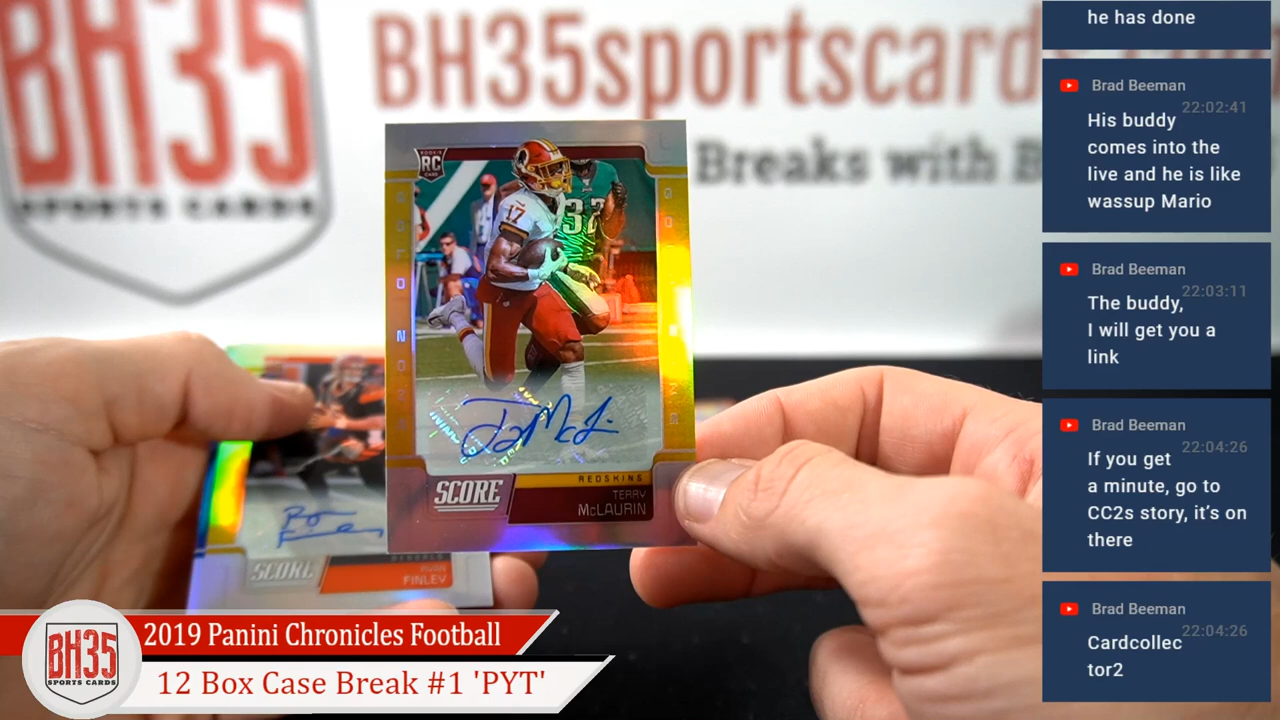 BH35
SPORTS CARDS
BH35sportscards
Breaks with B
RC
32
17
REDSKINS
SCORE
TERRY
McLAURIN
SCORE
RYAN
FINLEY
BH35
SPORTS CARDS
2019 Panini Chronicles Football
12 Box Case Break #1 'PYT'
he has done
Brad Beeman
22:02:41
His buddy
comes into the
live and he is like
wassup Mario
Brad Beeman
22:03:11
The buddy,
I will get you a
link
Brad Beeman
22:04:26
If you get
a minute, go to
CC2s story, it's on
there
Brad Beeman
22:04:26
Cardcollec
tor2